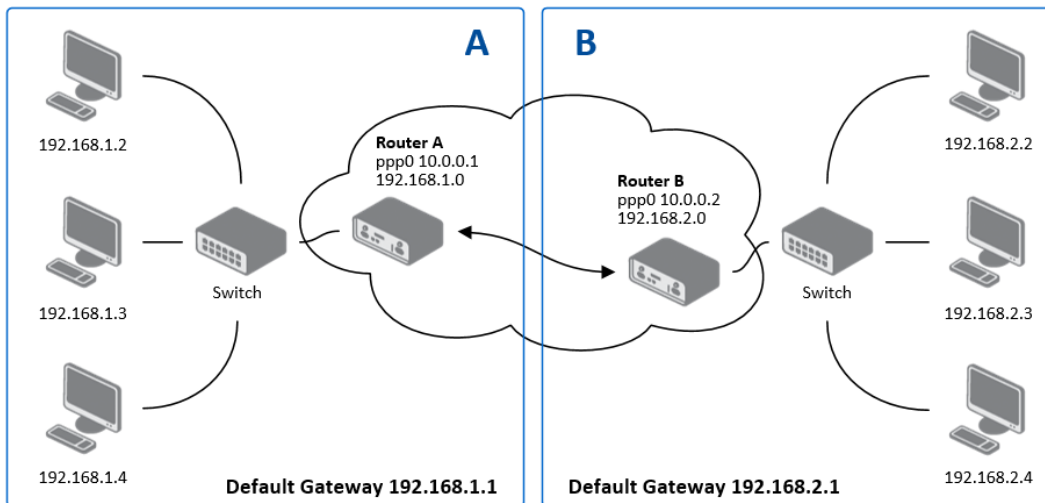 A
B
192.168.1.2
192.168.2.2
Router A
ppp0 10.0.0.1
192.168.1.0
Router B
ppp0 10.0.0.2
192.168.2.0
Switch
Switch
192.168.1.3
192.168.2.3
192.168.1.4
192.168.2.4
Default Gateway 192.168.1.1
Default Gateway 192.168.2.1